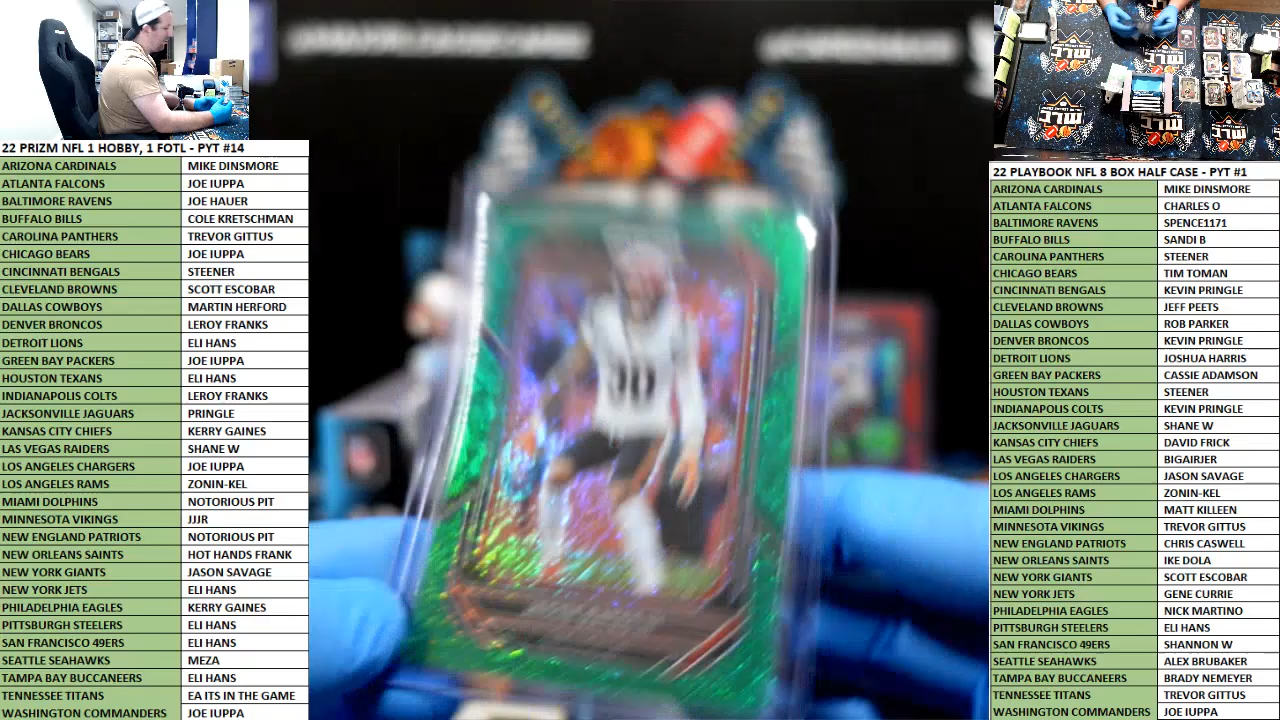 22 PRIZM NFL 1 HOBBY, 1 FOTL - PYT #14
ARIZONA CARDINALS MIKE DINSMORE
ATLANTA FALCONS JOE IUPPA
BALTIMORE RAVENS JOE HAUER
BUFFALO BILLS COLE KRETSCHMAN
CAROLINA PANTHERS TREVOR GITTUS
CHICAGO BEARS JOE IUPPA
CINCINNATI BENGALS STEENER
CLEVELAND BROWNS SCOTT ESCOBAR
DALLAS COWBOYS MARTIN HERFORD
DENVER BRONCOS LEROY FRANKS
DETROIT LIONS ELI HANS
GREEN BAY PACKERS JOE IUPPA
HOUSTON TEXANS ELI HANS
INDIANAPOLIS COLTS LEROY FRANKS
JACKSONVILLE JAGUARS PRINGLE
KANSAS CITY CHIEFS KERRY GAINES
LAS VEGAS RAIDERS SHANE W
LOS ANGELES CHARGERS JOE IUPPA
LOS ANGELES RAMS ZONIN-KEL
MIAMI DOLPHINS NOTORIOUS PIT
MINNESOTA VIKINGS JJJR
NEW ENGLAND PATRIOTS NOTORIOUS PIT
NEW ORLEANS SAINTS HOT HANDS FRANK
NEW YORK GIANTS JASON SAVAGE
NEW YORK JETS ELI HANS
PHILADELPHIA EAGLES KERRY GAINES
PITTSBURGH STEELERS ELI HANS
SAN FRANCISCO 49ERS ELI HANS
SEATTLE SEAHAWKS MEZA
TAMPA BAY BUCCANEERS ELI HANS
TENNESSEE TITANS EA ITS IN THE GAME
WASHINGTON COMMANDERS JOE IUPPA
22 PLAYBOOK NFL 8 BOX HALF CASE - PYT #1
ARIZONA CARDINALS MIKE DINSMORE
ATLANTA FALCONS CHARLES O
BALTIMORE RAVENS SPENCE1171
BUFFALO BILLS SANDI B
CAROLINA PANTHERS STEENER
CHICAGO BEARS TIM TOMAN
CINCINNATI BENGALS KEVIN PRINGLE
CLEVELAND BROWNS JEFF PEETS
DALLAS COWBOYS ROB PARKER
DENVER BRONCOS KEVIN PRINGLE
DETROIT LIONS JOSHUA HARRIS
GREEN BAY PACKERS CASSIE ADAMSON
HOUSTON TEXANS STEENER
INDIANAPOLIS COLTS KEVIN PRINGLE
JACKSONVILLE JAGUARS SHANE W
KANSAS CITY CHIEFS DAVID FRICK
LAS VEGAS RAIDERS BIGAIRJER
LOS ANGELES CHARGERS JASON SAVAGE
LOS ANGELES RAMS ZONIN-KEL
MIAMI DOLPHINS MATT KILLEEN
MINNESOTA VIKINGS TREVOR GITTUS
NEW ENGLAND PATRIOTS CHRIS CASWELL
NEW ORLEANS SAINTS IKE DOLA
NEW YORK GIANTS SCOTT ESCOBAR
NEW YORK JETS GENE CURRIE
PHILADELPHIA EAGLES NICK MARTINO
PITTSBURGH STEELERS ELI HANS
SAN FRANCISCO 49ERS SHANNON W
SEATTLE SEAHAWKS ALEX BRUBAKER
TAMPA BAY BUCCANEERS BRADY NEMEYER
TENNESSEE TITANS TREVOR GITTUS
WASHINGTON COMMANDERS JOE IUPPA
10